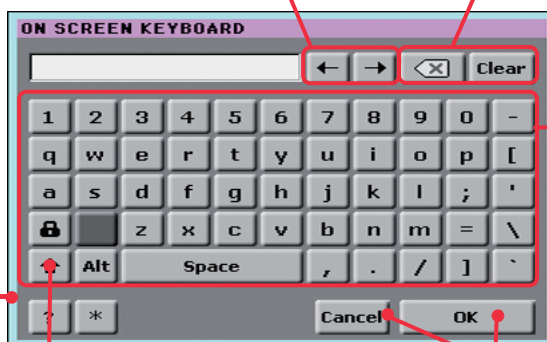 ON SCREEN KEYBOARD
← → Clear
1 2 3 4 5 6 7 8 9 0 -
q w e r t y u i o p [
a s d f g h j k l ; '
z x c v b n m = \
Alt Space , . / ] `
? * Cancel OK